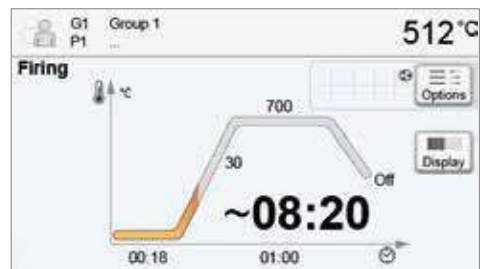 G1 Group 1
P1 ...
512 °C
Firing
°C
Options
700
30
Display
Off
~08:20
00:18 01:00